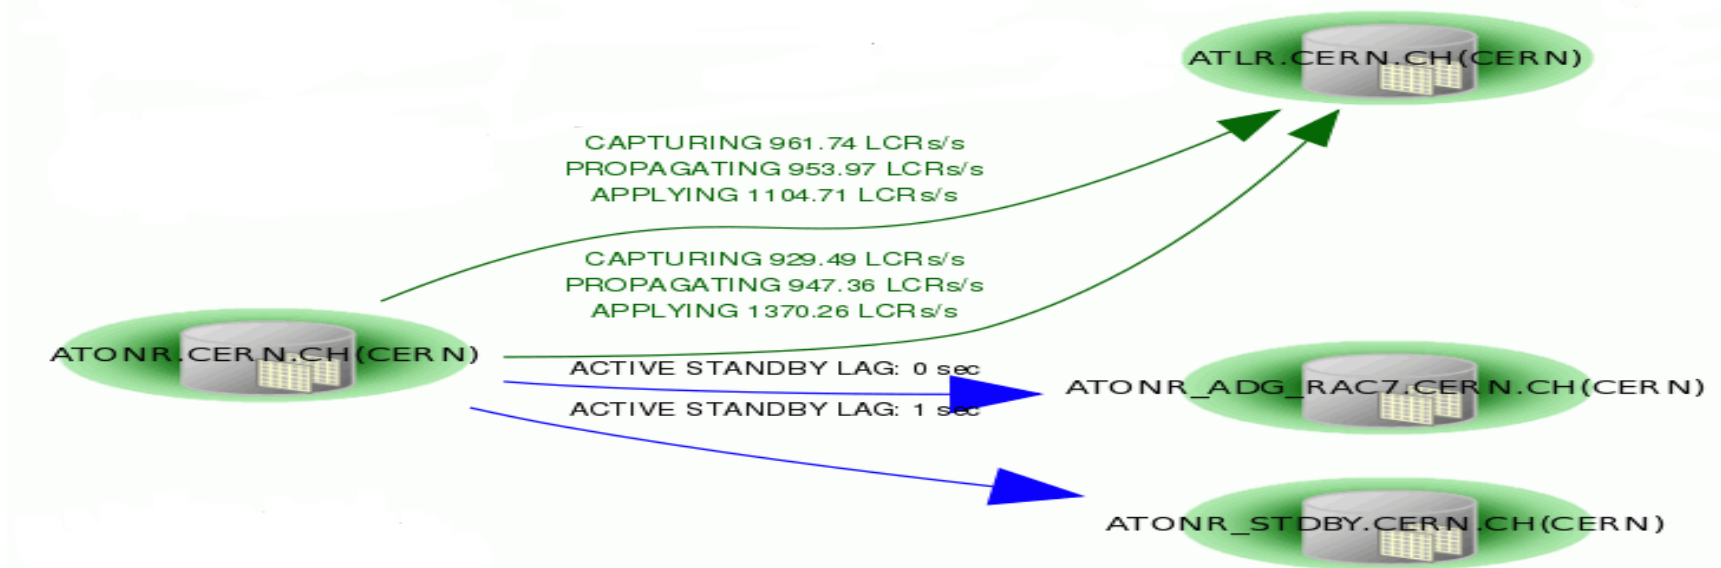 ATLR.CERN.CH(CERN)
CAPTURING 961.74 LCRs/s
PROPAGATING 953.97 LCRs/s
APPLYING 1104.71 LCRs/s
CAPTURING 929.49 LCRs/s
PROPAGATING 947.36 LCRs/s
APPLYING 1370.26 LCRs/s
ATONR.CERN.CH(CERN)
ACTIVE STANDBY LAG: 0 sec
ATONR_ADG_RAC7.CERN.CH(CERN)
ACTIVE STANDBY LAG: 1 sec
ATONR_STDBY.CERN.CH(CERN)